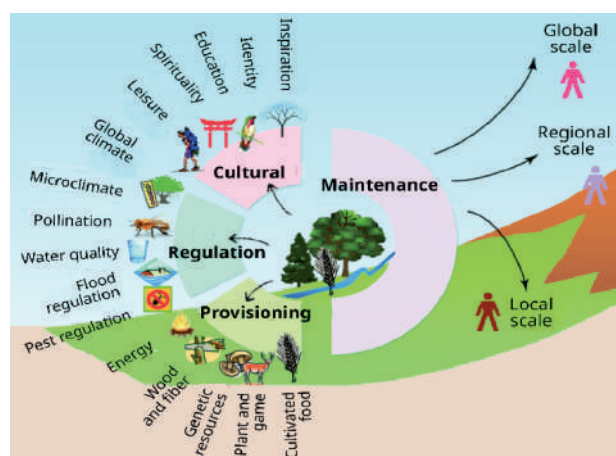 Inspiration
Identity
Education
Spirituality
Leisure
Global
climate
Microclimate
Pollination
Water quality
Flood
regulation
Pest regulation
Energy
Wood
and fiber
Genetic
resources
Plant and
game
Cultivated
food
Cultural
Regulation
Provisioning
Maintenance
Global
scale
Regional
scale
Local
scale